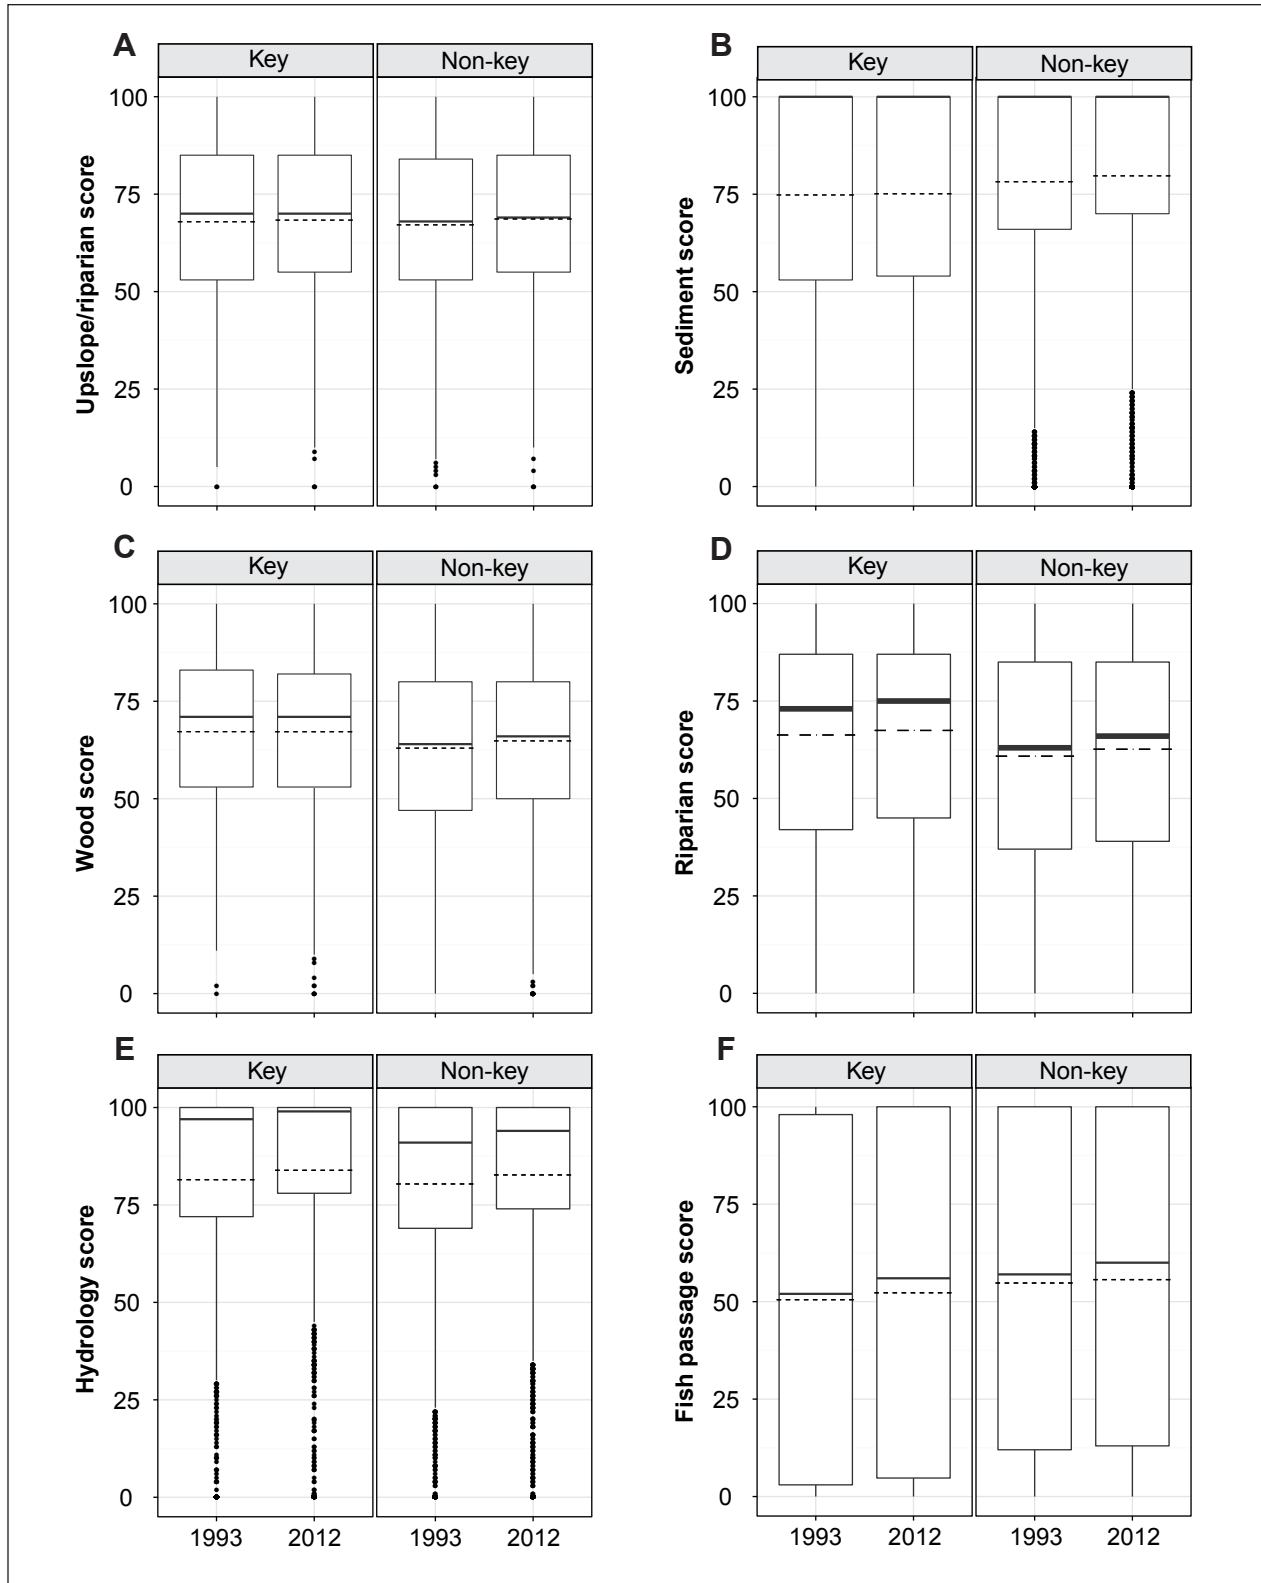 A
Key
Non-key
Upslope/riparian score
100
75
50
25
0
B
Key
Non-key
Sediment score
100
75
50
25
0
C
Key
Non-key
Wood score
100
75
50
25
0
D
Key
Non-key
Riparian score
100
75
50
25
0
E
Key
Non-key
Hydrology score
100
75
50
25
0
1993
2012
1993
2012
F
Key
Non-key
Fish passage score
100
75
50
25
0
1993
2012
1993
2012